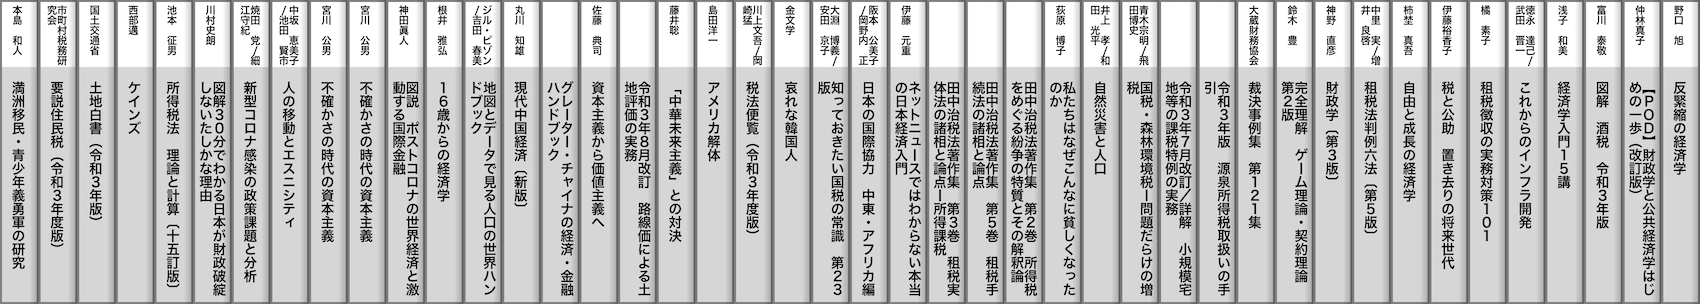 野口　旭
反緊縮の経済学
仲林真子
【ＰＯＤ】財政学と公共経済学はじ
めの一歩（改訂版）
富川　泰敬
図解　酒税　令和３年版
浅子　和美
経済学入門１５講
徳永　達己／
武田　晋一
これからのインフラ開発
橘　素子
租税徴収の実務対策１０１
伊藤裕香子
税と公助　置き去りの将来世代
柿埜　真吾
自由と成長の経済学
中里　実／増
井　良啓
租税法判例六法〔第５版〕
神野　直彦
財政学〔第３版〕
鈴木　豊
完全理解　ゲーム理論・契約理論
第２版
大蔵財務協会
裁決事例集　第１２１集
令和３年版　源泉所得税取扱いの手
引
令和３年７月改訂／詳解　小規模宅
地等の課税特例の実務
青木宗明／飛
田博史
国税・森林環境税ー問題だらけの増
税
井上　孝／和
田　光平
自然災害と人口
荻原　博子
私たちはなぜこんなに貧しくなった
のか
田中治税法著作集　第２巻　所得税
をめぐる紛争の特質とその解釈論
田中治税法著作集　第５巻　租税手
続法の諸相と論点
田中治税法著作集　第３巻　租税実
体法の諸相と論点ー所得課税
伊藤　元重
ネットニュースではわからない本当
の日本経済入門
阪本　公美子
／岡野内　正
日本の国際協力　中東・アフリカ編
大淵　博義／
安田　京子
知っておきたい国税の常識　第２３
版
金文学
哀れな韓国人
川上文吾／岡
崎猛
税法便覧（令和３年度版）
島田洋一
アメリカ解体
藤井聡
「中華未来主義」との対決
令和３年８月改訂　路線価による土
地評価の実務
佐藤　典司
資本主義から価値主義へ
グレーター・チャイナの経済・金融
ハンドブック
丸川　知雄
現代中国経済〔新版〕
ジル・ピゾン
／吉田　春美
地図とデータで見る人口の世界ハン
ドブック
根井　雅弘
１６歳からの経済学
神田眞人
図説　ポストコロナの世界経済と激
動する国際金融
宮川　公男
不確かさの時代の資本主義
宮川　公男
不確かさの時代の資本主義
中坂　恵美子
／池田　賢市
人の移動とエスニシティ
焼田　党／細
江守紀
新型コロナ感染の政策課題と分析
川村史朗
図解３０分でわかる日本が財政破綻
しないたしかな理由
池本　征男
所得税法　理論と計算（十五訂版）
西部邁
ケインズ
国土交通省
土地白書（令和３年版）
市町村税務研
究会
要説住民税（令和３年度版）
本島　和人
満洲移民・青少年義勇軍の研究